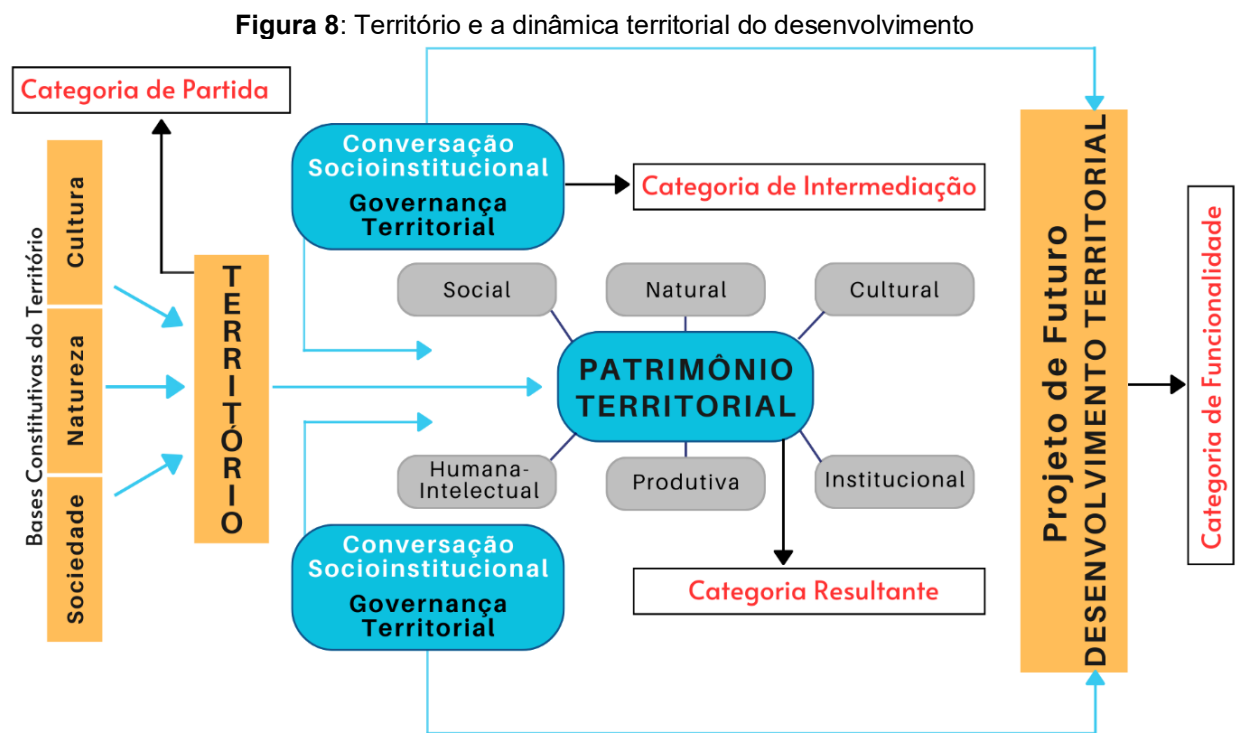 Figura 8: Território e a dinâmica territorial do desenvolvimento
Categoria de Partida
Bases Constitutivas do Território
Cultura
Natureza
Sociedade
TERRITÓRIO
Conversação
Socioinstitucional
Governança
Territorial
Categoria de Intermediação
Social
Natural
Cultural
PATRIMÔNIO
TERRITORIAL
Humana-
Intelectual
Produtiva
Institucional
Conversação
Socioinstitucional
Governança
Territorial
Categoria Resultante
Projeto de Futuro
DESENVOLVIMENTO TERRITORIAL
Categoria de Funcionalidade